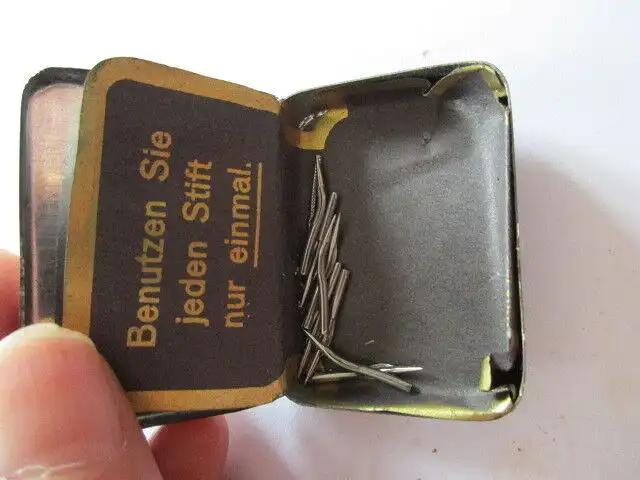 Benutzen Sie
jeden Stift
nur einmal.